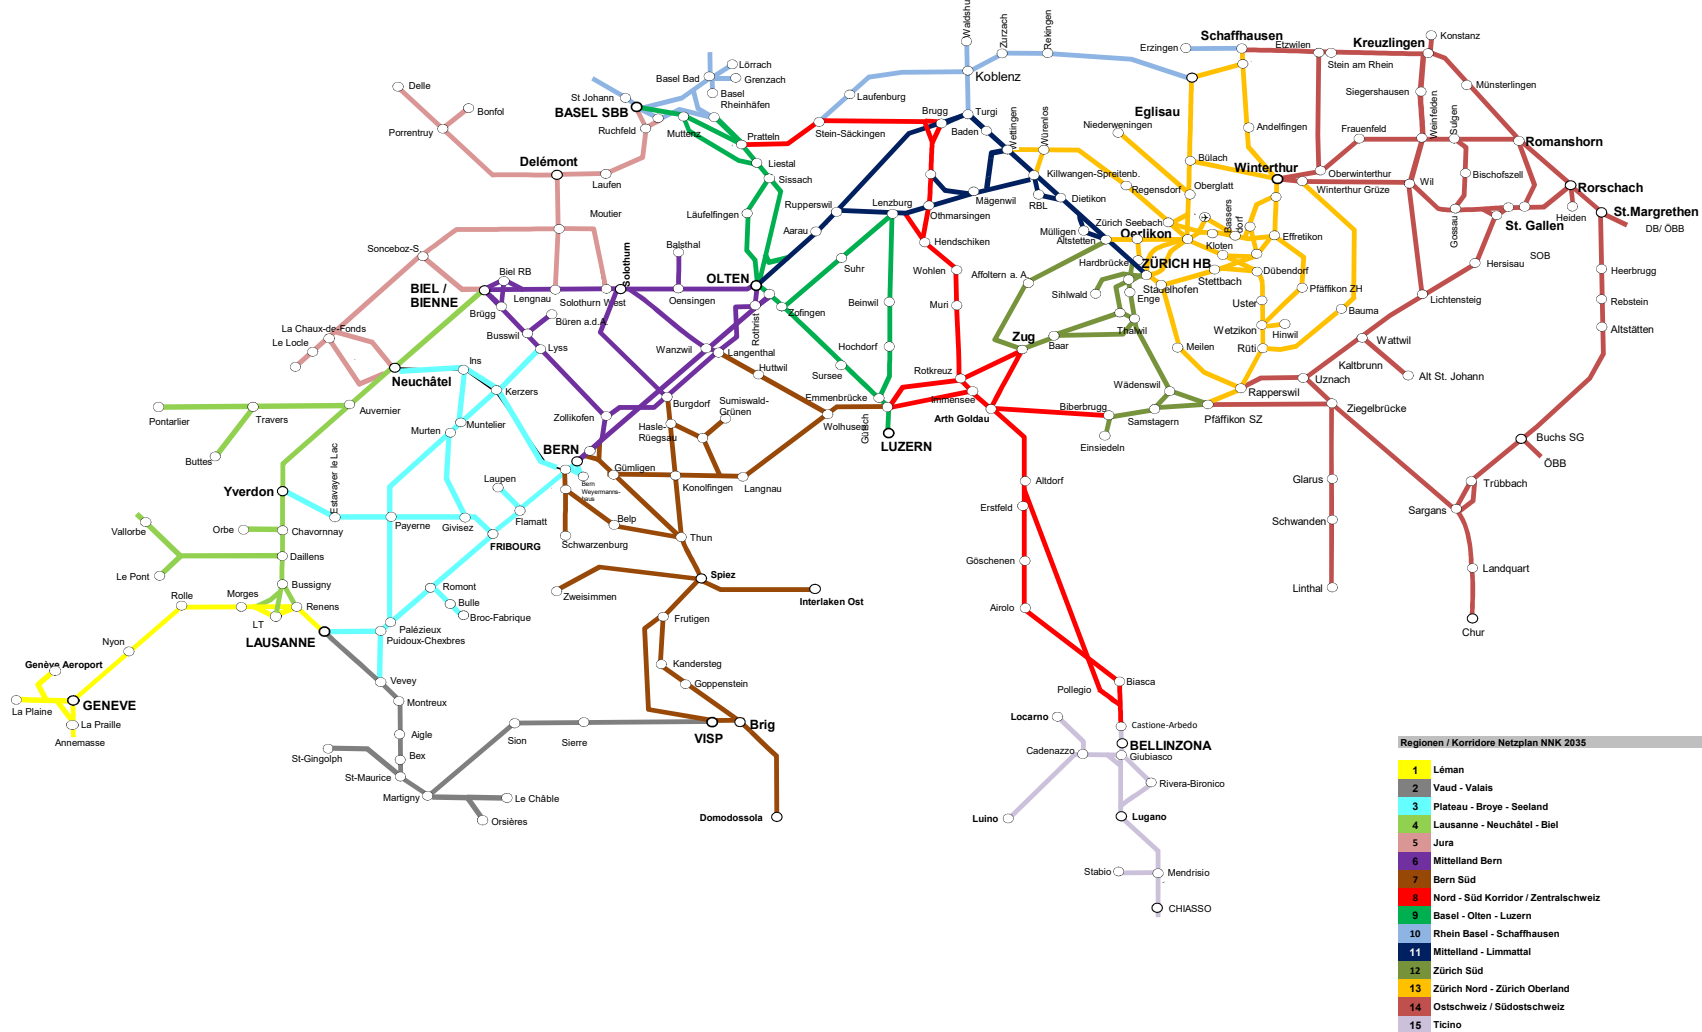 Waldshu
Zurzach
Rekingen
Erzingen
Schaffhausen
Etzwilen
Stein am Rhein
Kreuzlingen
Konstanz
Münsterlingen
Siegershausen
Lörrach
Basel Bad
Grenzach
Basel
Rheinhäfen
St Johann
BASEL SBB
Ruchfeld
Muttenz
Pratteln
Delle
Bonfol
Porrentruy
Delémont
Laufen
Liestal
Sissach
Läufelfingen
Koblenz
Laufenburg
Stein-Säckingen
Brugg
Turgi
Baden
Wettlingen
Würenlos
Eglisau
Niederweningen
Bülach
Andelfingen
Winterthur
Frauenfeld
Weinfelden
Sulgen
Romanshorn
Oberwinterthur
Winterthur Grüze
Wil
Bischofszell
Rorschach
Heiden
St.Margrethen
DB/ ÖBB
Gossau
St. Gallen
SOB
Hersisau
Killwangen-Spreitenb.
Regensdorf
Oberglatt
Mägenwil
RBL
Dietikon
Rupperswil
Lenzburg
Othmarsingen
Mülligen
Altstetten
Zürich Seebach
Oerlikon
Bassers
dorf
Kloten
Effretikon
Aarau
Hendschiken
Hardbrücke
ZÜRICH HB
Dübendorf
Stettbach
Stadelhofen
Moutier
Sonceboz-S.
Biel RB
BIEL /
BIENNE
Lengnau
Solothurn West
Solothurn
Balsthal
Oensingen
OLTEN
Rothrist
Zofingen
Suhr
Wohlen
Affoltern a. A.
Sihlwald
Enge
Uster
Pfäffikon ZH
Heerbrugg
Lichtensteig
Rebstein
Brügg
Büren a.d.A.
Busswil
Lyss
Beinwil
Muri
Thalwil
Wetzikon
Hinwil
Bauma
Altstätten
La Chaux-de-Fonds
Le Locle
Neuchâtel
Ins
Kerzers
Wanzwil
Langenthal
Huttwil
Hochdorf
Sursee
Zug
Baar
Meilen
Rüti
Wattwil
Kaltbrunn
Alt St. Johann
Rotkreuz
Immensee
Wädenswil
Rapperswil
Uznach
Auvernier
Pontarlier
Travers
Buttes
Murten
Muntelier
Zollikofen
Burgdorf
Sumiswald-
Grünen
Hasle-
Rüegsau
Emmenbrücke
Wolhusen
Gütsch
LUZERN
Arth Goldau
Biberbrugg
Samstagern
Einsiedeln
Pfäffikon SZ
Ziegelbrücke
Buchs SG
ÖBB
Trübbach
Sargans
Yverdon
Estavayer le Lac
BERN
Bern
Weyermanns-
haus
Gümligen
Konolfingen
Langnau
Laupen
Flamatt
Belp
Schwarzenburg
Thun
Altdorf
Erstfeld
Glarus
Schwanden
Linthal
Landquart
Chur
Vallorbe
Orbe
Chavornnay
Payerne
Givisez
FRIBOURG
Daillens
Le Pont
Bussigny
Rolle
Morges
Renens
LT
LAUSANNE
Romont
Bulle
Broc-Fabrique
Palézieux
Puidoux-Chexbres
Zweisimmen
Spiez
Interlaken Ost
Frutigen
Kandersteg
Goppenstein
Göschenen
Airolo
Nyon
Genève Aeroport
GENEVE
La Plaine
La Praille
Annemasse
Vevey
Montreux
Aigle
Bex
St-Gingolph
St-Maurice
Martigny
Le Châble
Orsières
Sion
Sierre
VISP
Brig
Domodossola
Biasca
Pollegio
Castione-Arbedo
Locarno
BELLINZONA
Cadenazzo
Giubiasco
Rivera-Bironico
Luino
Lugano
Stabio
Mendrisio
CHIASSO
Regionen / Korridore Netzplan NNK 2035
1 Léman
2 Vaud - Valais
3 Plateau - Broye - Seeland
4 Lausanne - Neuchâtel - Biel
5 Jura
6 Mittelland Bern
7 Bern Süd
8 Nord - Süd Korridor / Zentralschweiz
9 Basel - Olten - Luzern
10 Rhein Basel - Schaffhausen
11 Mittelland - Limmattal
12 Zürich Süd
13 Zürich Nord - Zürich Oberland
14 Ostschweiz / Südostschweiz
15 Ticino